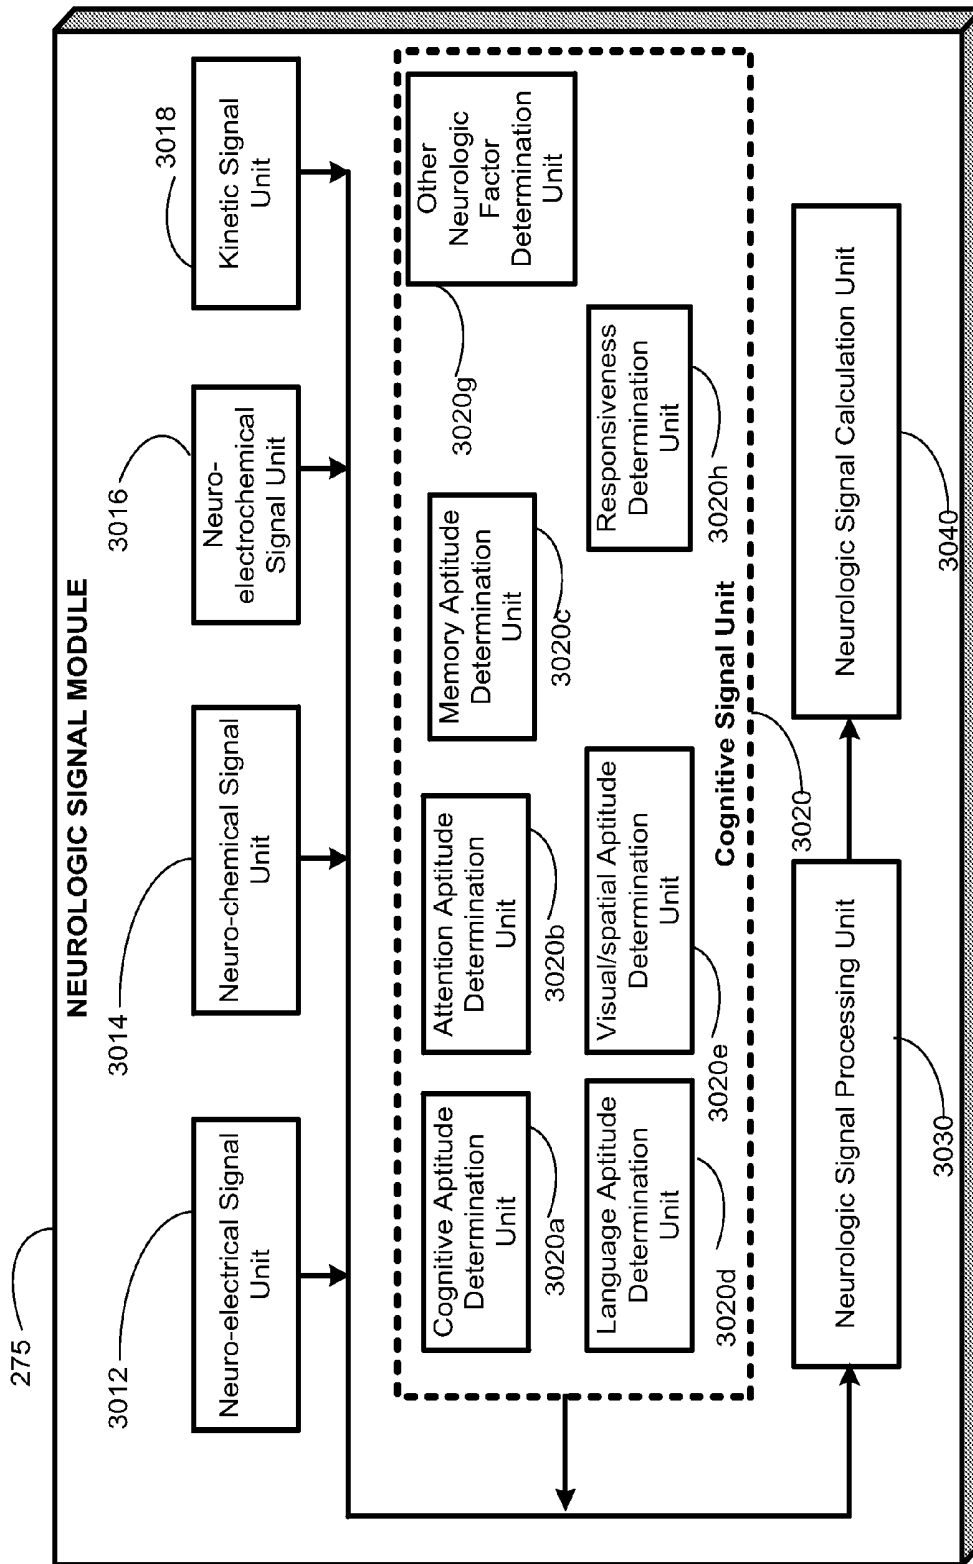 275
NEUROLOGIC SIGNAL MODULE
3012
Neuro-electrical Signal
Unit
3014
Neuro-chemical Signal
Unit
3016
Neuro-
electrochemical
Signal Unit
3018
Kinetic Signal
Unit
Cognitive Aptitude
Determination
Unit
3020a
Attention Aptitude
Determination
Unit
3020b
Memory Aptitude
Determination
Unit
3020c
Other
Neurologic
Factor
Determination
Unit
3020g
Language Aptitude
Determination
Unit
3020d
Visual/spatial Aptitude
Determination
Unit
3020e
Responsiveness
Determination
Unit
3020h
Cognitive Signal Unit
3020
Neurologic Signal Processing Unit
3030
Neurologic Signal Calculation Unit
3040